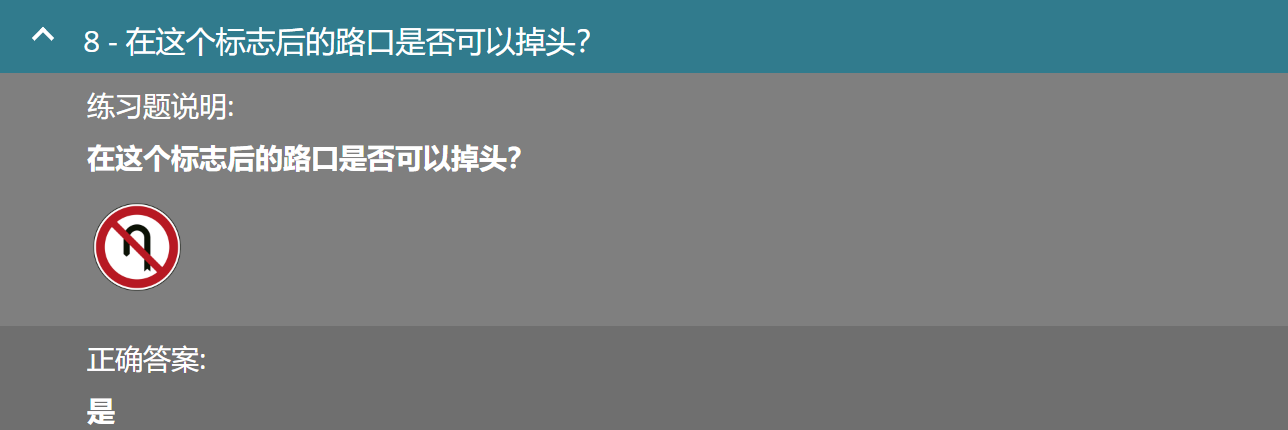 8 - 在这个标志后的路口是否可以掉头？
练习题说明:
在这个标志后的路口是否可以掉头？
正确答案:
是